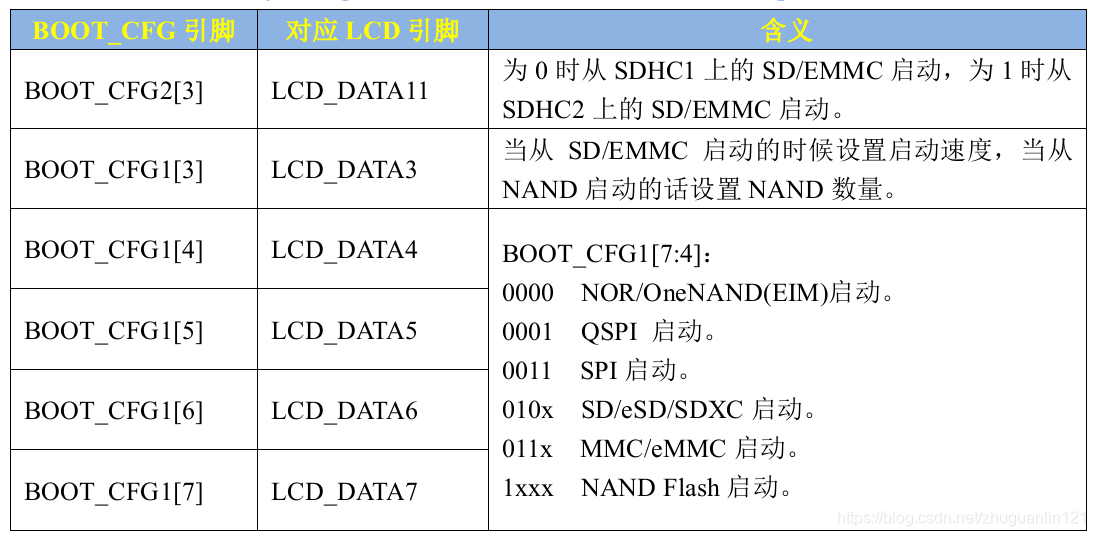 BOOT_CFG 引脚 对应 LCD 引脚 含义
BOOT_CFG2[3] LCD_DATA11 为 0 时从 SDHC1 上的 SD/EMMC 启动，为 1 时从
SDHC2 上的 SD/EMMC 启动。
BOOT_CFG1[3] LCD_DATA3 当从 SD/EMMC 启动的时候设置启动速度，当从
NAND 启动的话设置 NAND 数量。
BOOT_CFG1[4] LCD_DATA4
BOOT_CFG1[5] LCD_DATA5
BOOT_CFG1[6] LCD_DATA6
BOOT_CFG1[7] LCD_DATA7
BOOT_CFG1[7:4]：
0000 NOR/OneNAND(EIM)启动。
0001 QSPI 启动。
0011 SPI 启动。
010x SD/eSD/SDXC 启动。
011x MMC/eMMC 启动。
1xxx NAND Flash 启动。
https://blog.csdn.net/zhuguanlin121